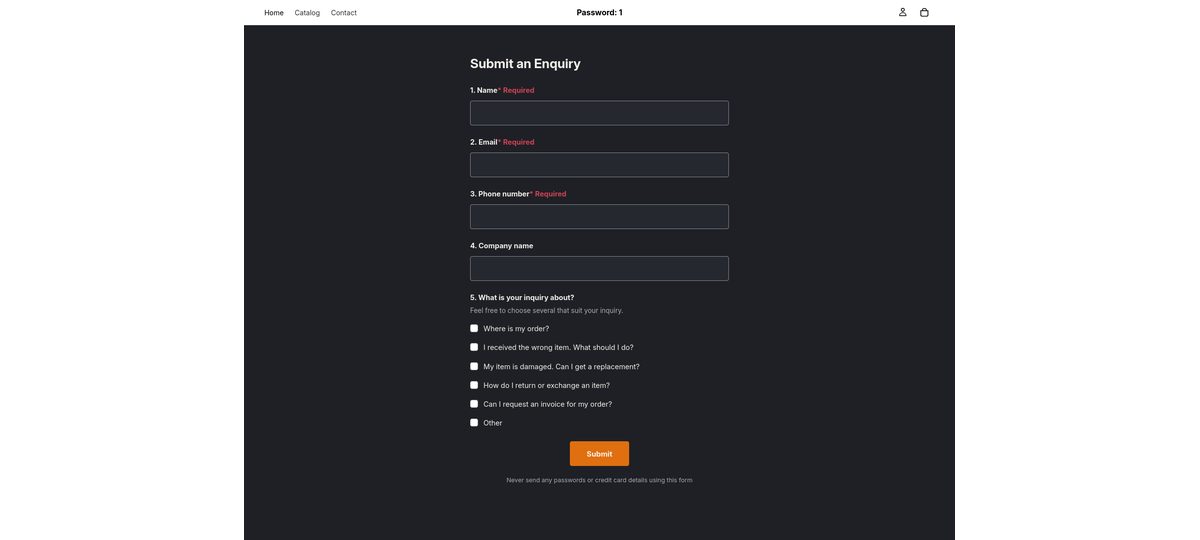 Home Catalog Contact Password: 1
Submit an Enquiry
1. Name* Required
2. Email* Required
3. Phone number* Required
4. Company name
5. What is your inquiry about?
Feel free to choose several that suit your inquiry.
Where is my order?
I received the wrong item. What should I do?
My item is damaged. Can I get a replacement?
How do I return or exchange an item?
Can I request an invoice for my order?
Other
Submit
Never send any passwords or credit card details using this form